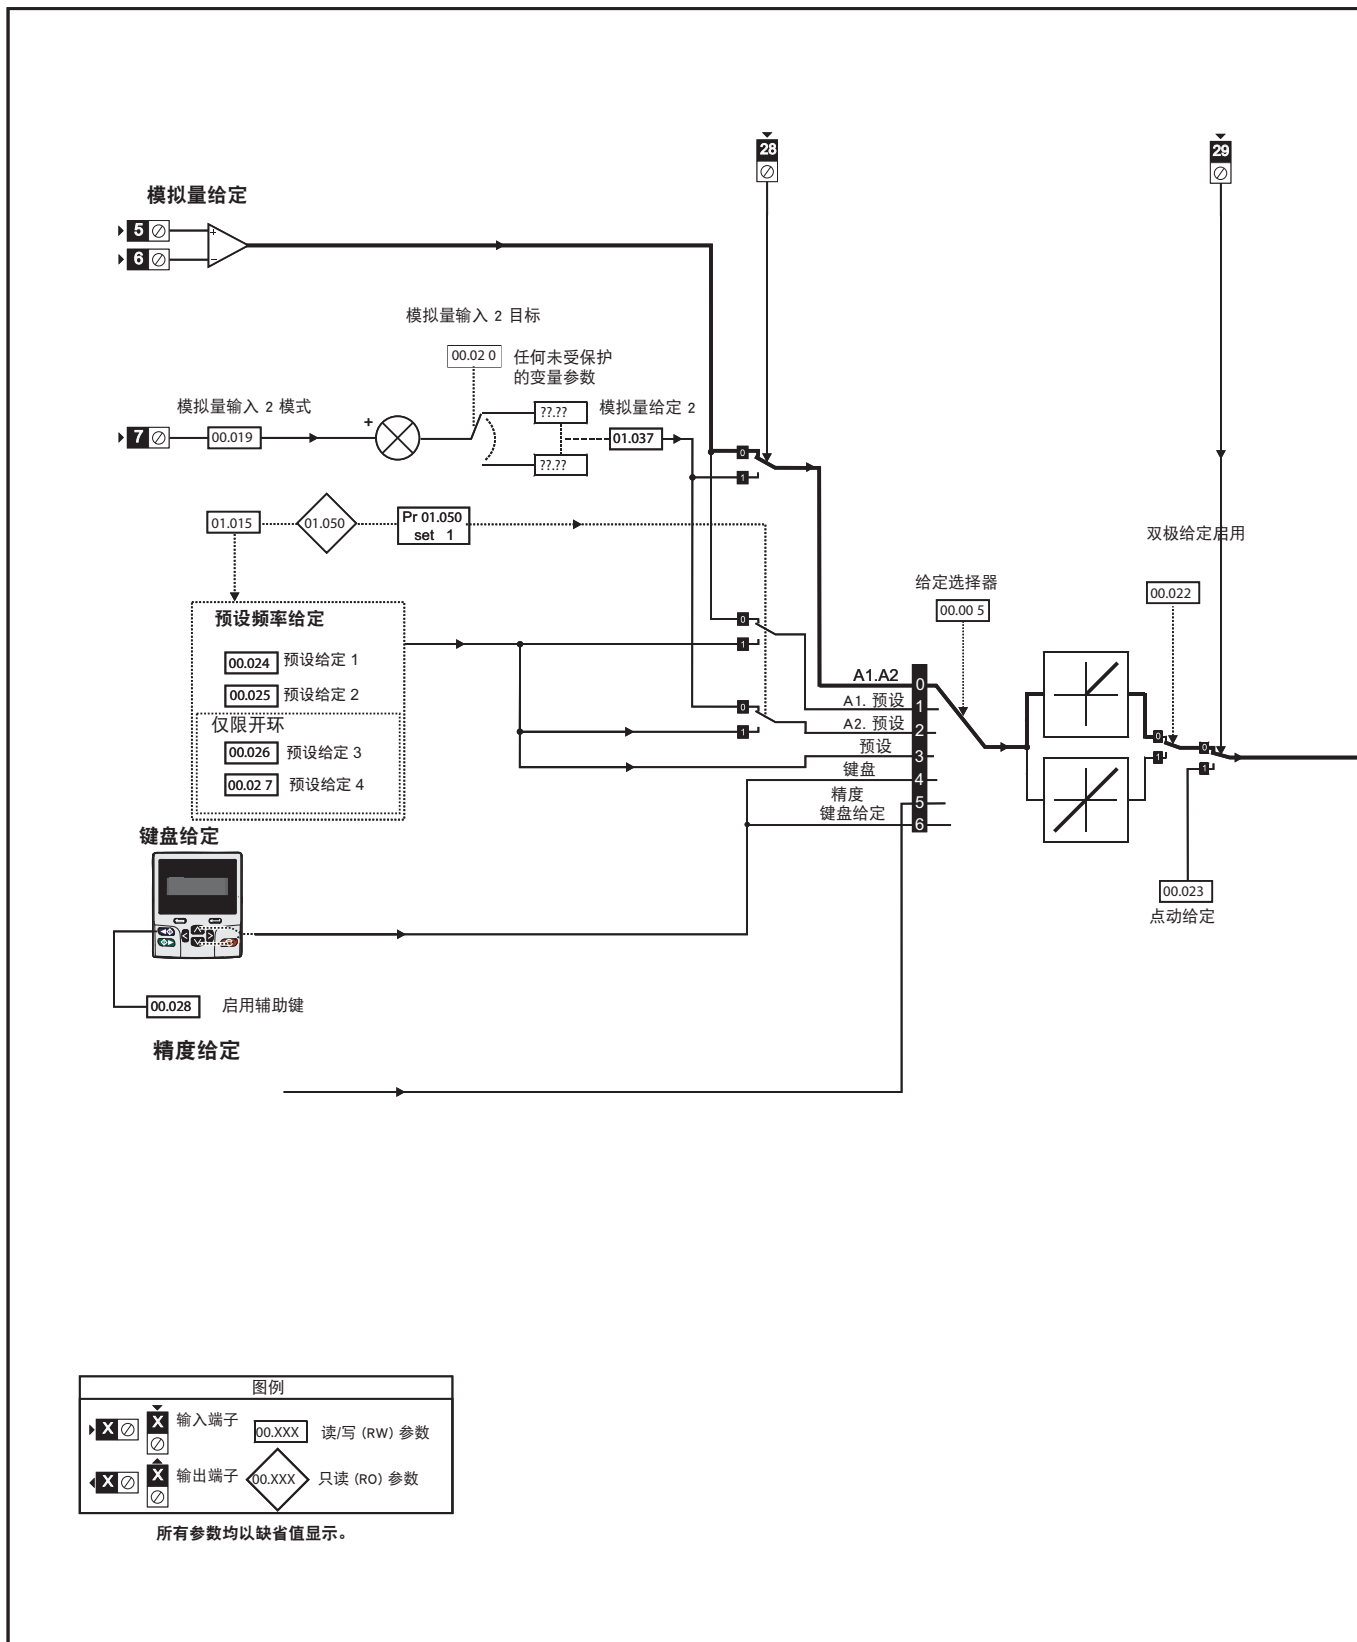 28
29
模拟量给定
5
6
+
−
模拟量输入 2 目标
00.02 0
任何未受保护
的变量参数
模拟量输入 2 模式
7
00.019
+
??.??
??.??
模拟量给定 2
01.037
0
1
01.015
01.050
Pr 01.050
set 1
双极给定启用
给定选择器
00.00 5
00.022
预设频率给定
00.024 预设给定 1
00.025 预设给定 2
仅限开环
00.026 预设给定 3
00.02 7 预设给定 4
0
1
0
1
A1.A2 0
A1. 预设 1
A2. 预设 2
预设 3
键盘 4
精度 5
键盘给定 6
0
1
0
1
00.023
点动给定
键盘给定
00.028 启用辅助键
精度给定
图例
X X 输入端子 00.XXX 读/写 (RW) 参数
X X 输出端子 00.XXX 只读 (RO) 参数
所有参数均以缺省值显示。